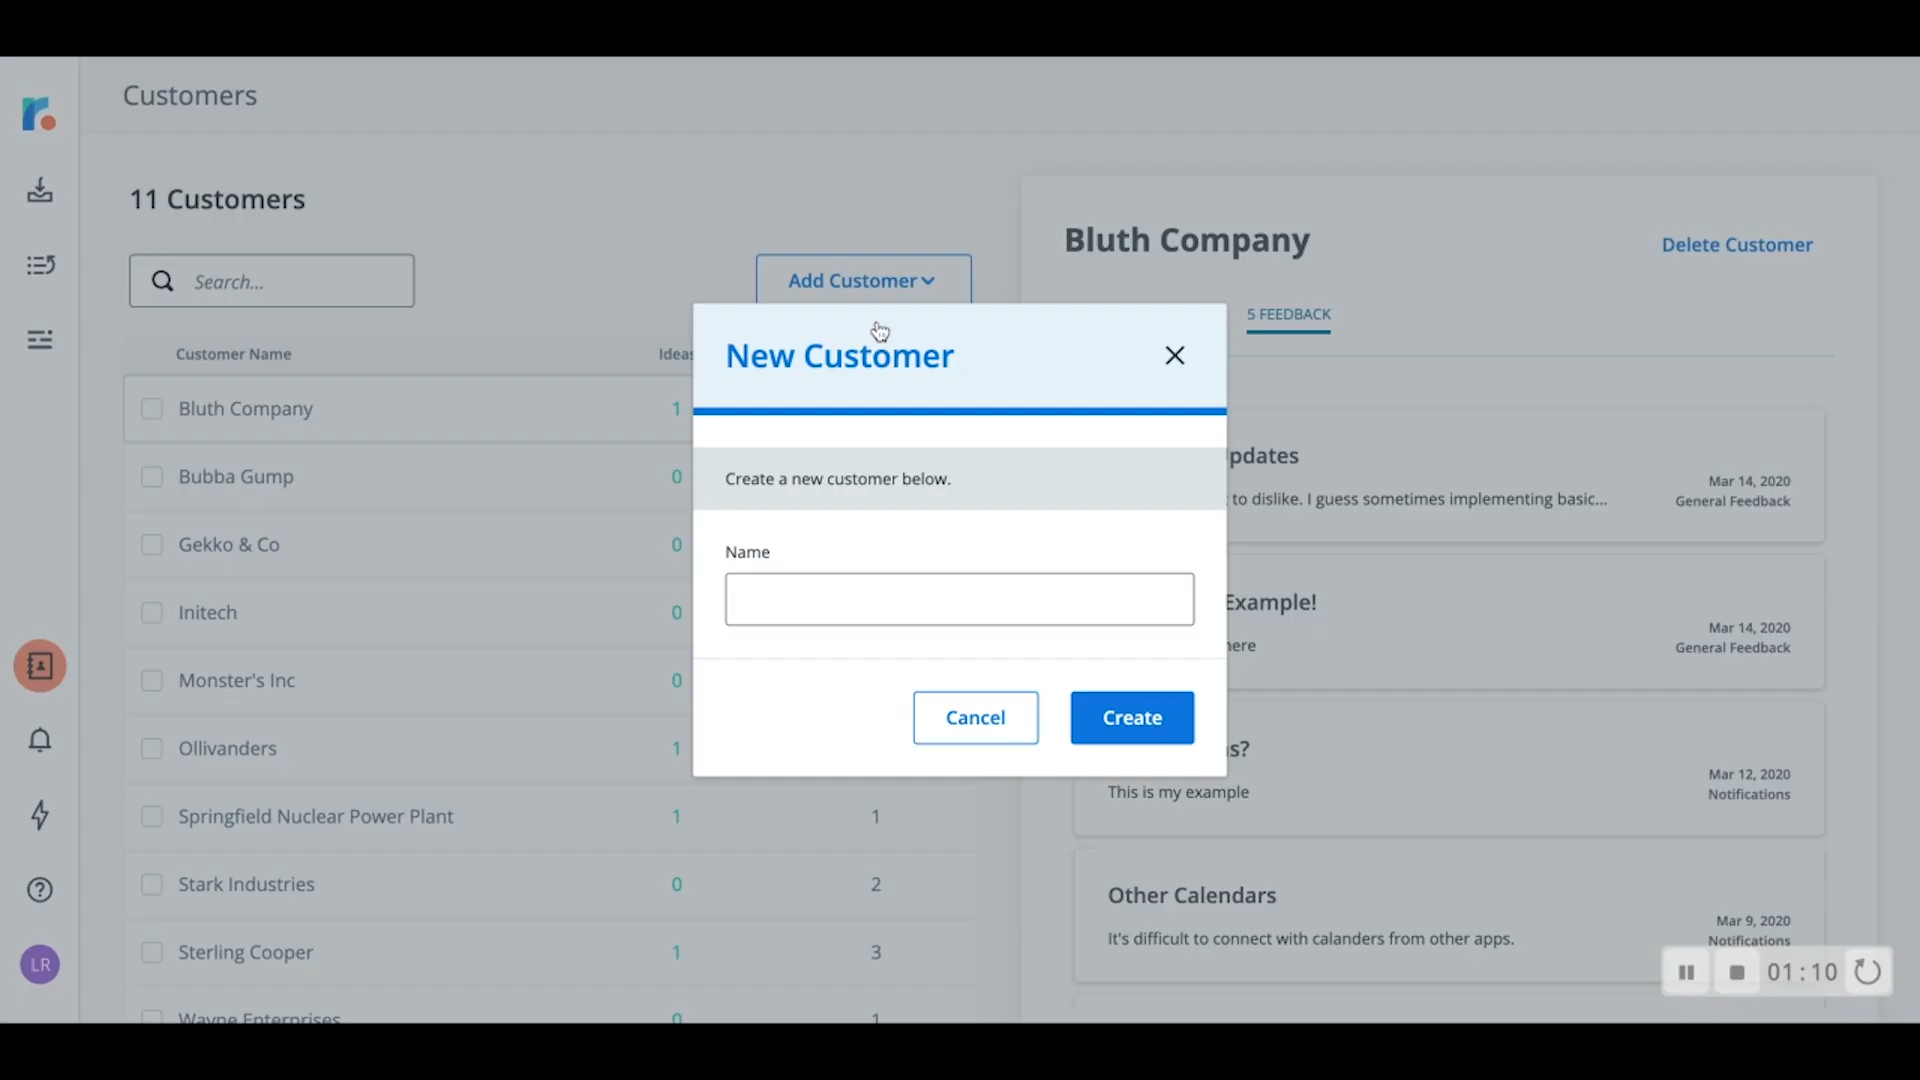 Customers
11 Customers
Search...
Add Customer
Customer Name
Ideas
Bluth Company
1
Bubba Gump
0
Gekko & Co
0
Initech
0
Monster's Inc
0
Ollivanders
1
Springfield Nuclear Power Plant
1
1
Stark Industries
0
2
Sterling Cooper
1
3
Wayne Enterprises
0
1
LR
New Customer
Create a new customer below.
Name
Cancel
Create
Bluth Company
Delete Customer
5 FEEDBACK
pdates
to dislike. I guess sometimes implementing basic...
Mar 14, 2020
General Feedback
Example!
here
Mar 14, 2020
General Feedback
s?
This is my example
Mar 12, 2020
Notifications
Other Calendars
It's difficult to connect with calanders from other apps.
Mar 9, 2020
Notifications
01:10